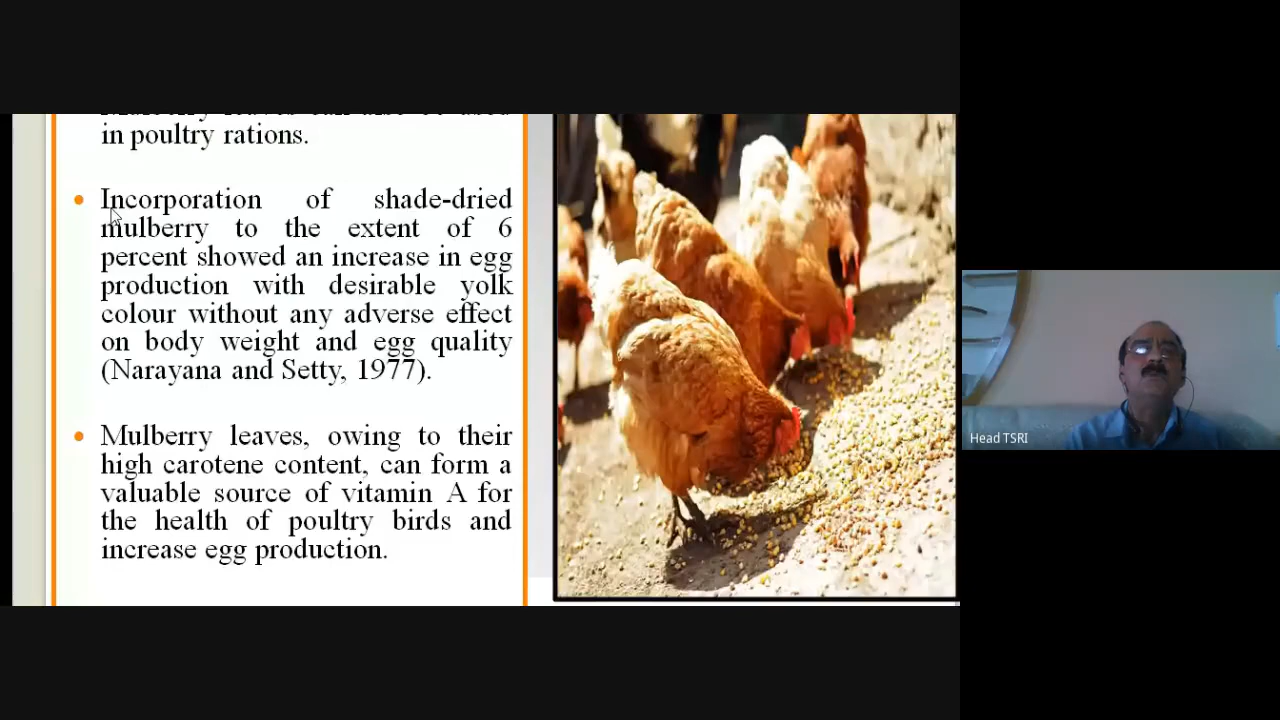 in poultry rations.
Incorporation of shade-dried
mulberry to the extent of 6
percent showed an increase in egg
production with desirable yolk
colour without any adverse effect
on body weight and egg quality
(Narayana and Setty, 1977).
Mulberry leaves, owing to their
high carotene content, can form a
valuable source of vitamin A for
the health of poultry birds and
increase egg production.
Head TSRI